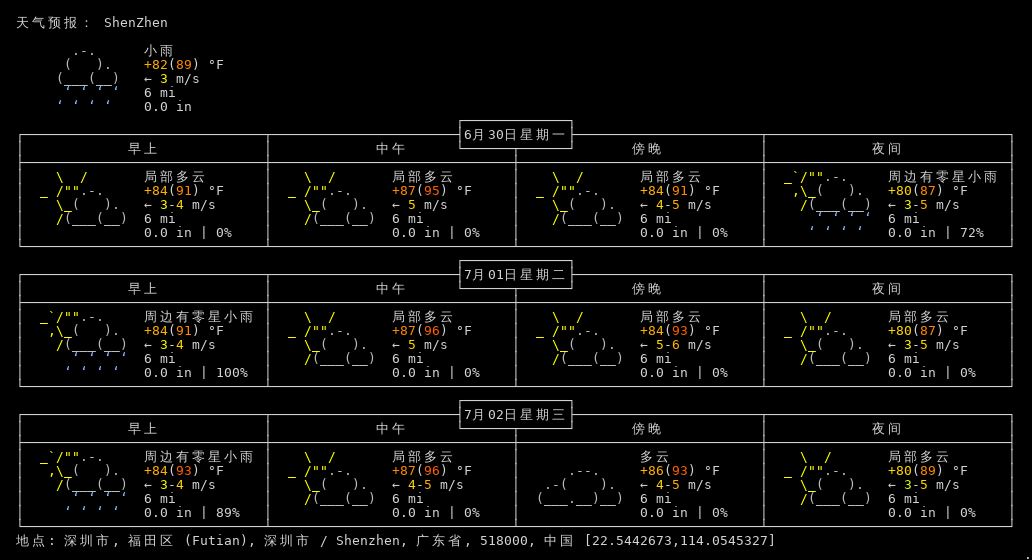 天气预报： ShenZhen
小雨
+82(89) °F
← 3 m/s
6 mi
0.0 in
6月30日星期一
早上 中午 傍晚 夜间
局部多云 局部多云 局部多云 周边有零星小雨
+84(91) °F +87(95) °F +84(91) °F +80(87) °F
← 3-4 m/s ← 5 m/s ← 4-5 m/s ← 3-5 m/s
6 mi 6 mi 6 mi 6 mi
0.0 in | 0% 0.0 in | 0% 0.0 in | 0% 0.0 in | 72%
7月01日星期二
早上 中午 傍晚 夜间
周边有零星小雨 局部多云 局部多云 局部多云
+84(91) °F +87(96) °F +84(93) °F +80(87) °F
← 3-4 m/s ← 5 m/s ← 5-6 m/s ← 3-5 m/s
6 mi 6 mi 6 mi 6 mi
0.0 in | 100% 0.0 in | 0% 0.0 in | 0% 0.0 in | 0%
7月02日星期三
早上 中午 傍晚 夜间
周边有零星小雨 局部多云 多云 局部多云
+84(93) °F +87(96) °F +86(93) °F +80(89) °F
← 3-4 m/s ← 4-5 m/s ← 4-5 m/s ← 3-5 m/s
6 mi 6 mi 6 mi 6 mi
0.0 in | 89% 0.0 in | 0% 0.0 in | 0% 0.0 in | 0%
地点: 深圳市, 福田区 (Futian), 深圳市 / Shenzhen, 广东省, 518000, 中国 [22.5442673,114.0545327]